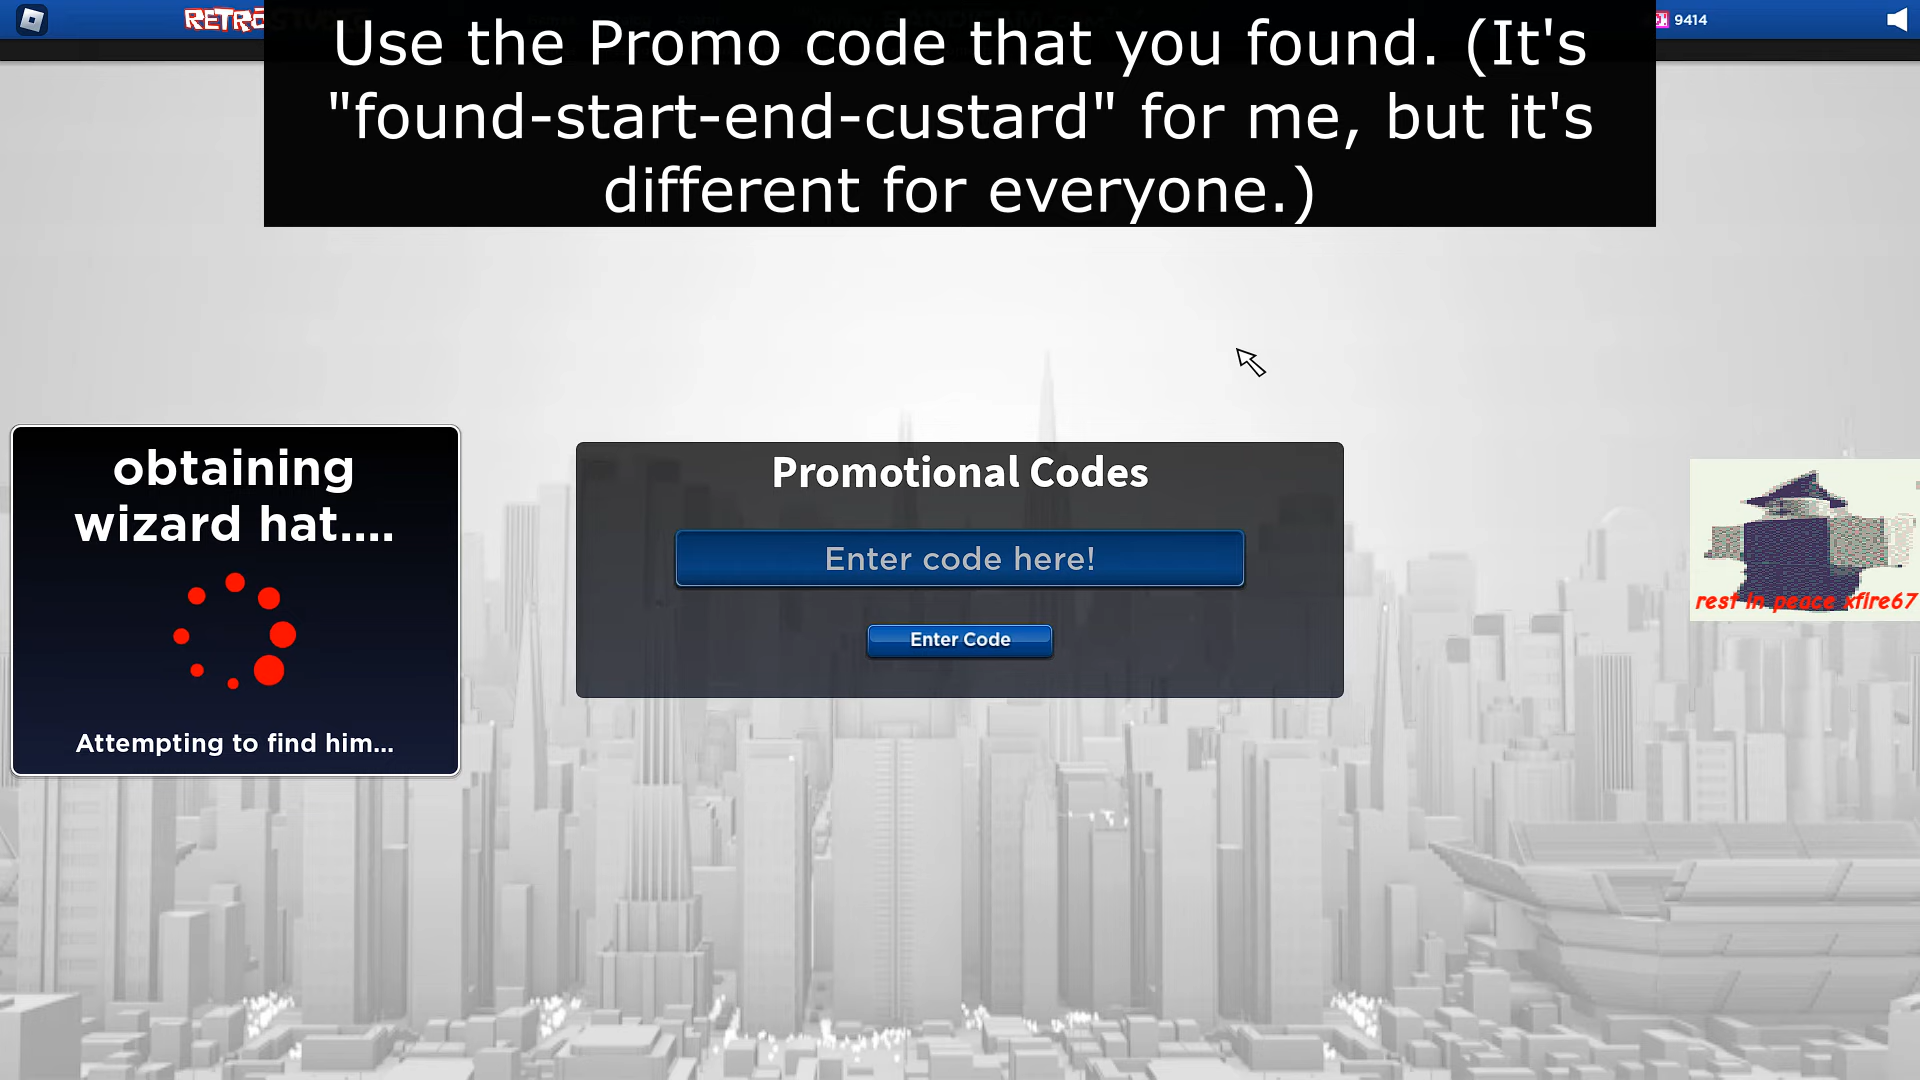 RETRO
9414
Use the Promo code that you found. (It's
"found-start-end-custard" for me, but it's
different for everyone.)
obtaining
wizard hat....
Attempting to find him...
Promotional Codes
Enter code here!
Enter Code
rest in peace xfire67